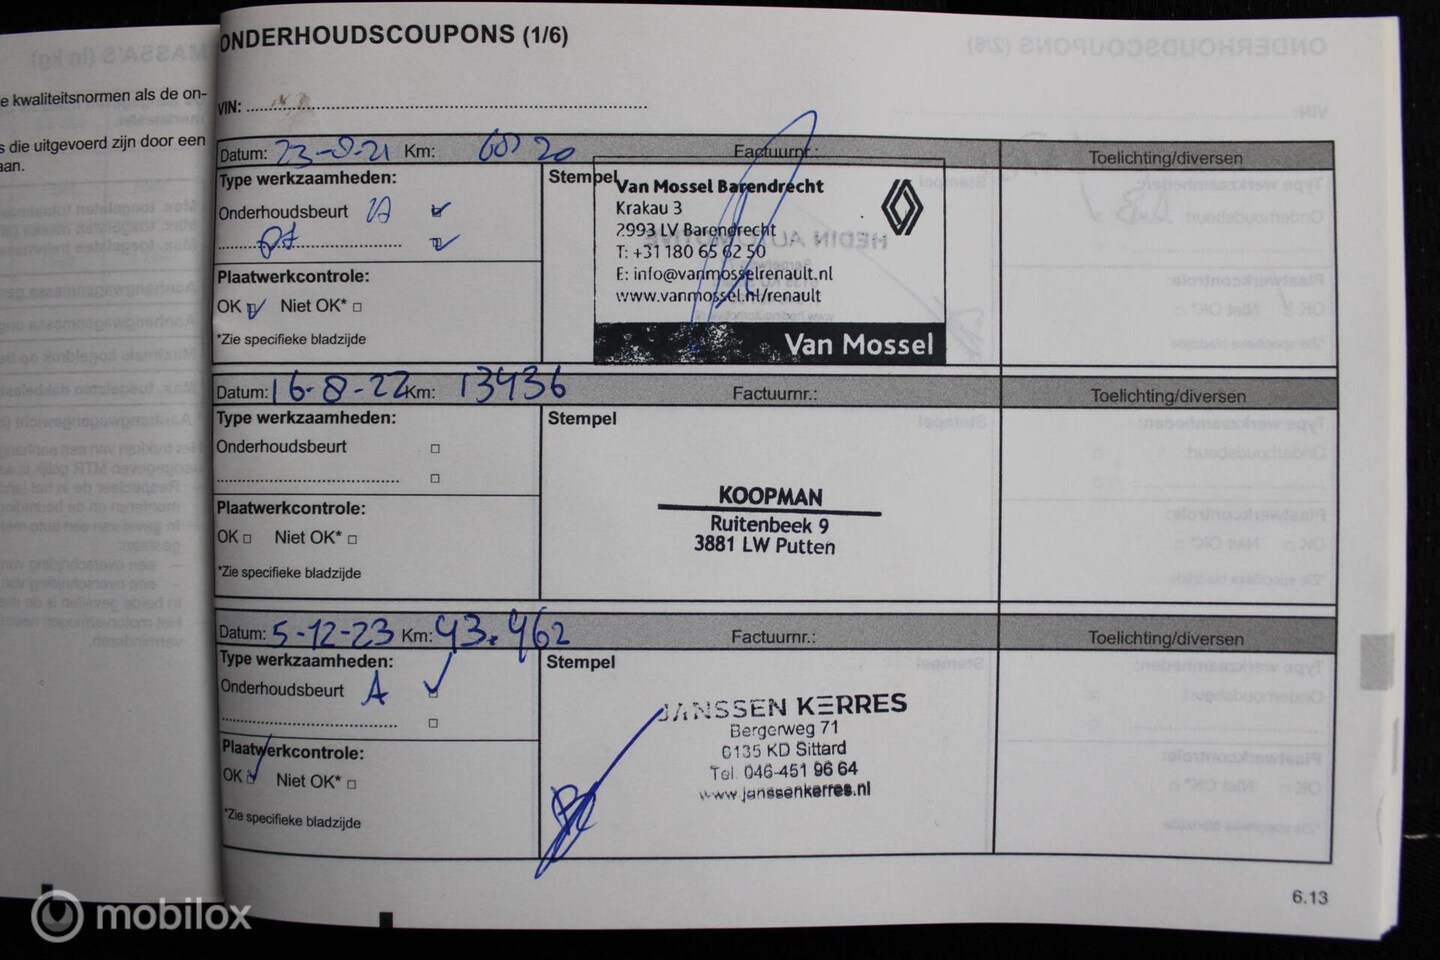 e kwaliteitsnormen als de on-
s die uitgevoerd zijn door een
aan.
ONDERHOUDSCOUPONS (1/6)
VIN:
Datum: Km: Factuurnr.: Toelichting/diversen
Type werkzaamheden:
Onderhoudsbeurt
Plaatwerkcontrole:
OK Niet OK*
*Zie specifieke bladzijde
Stempel
Van Mossel Barendrecht
Krakau 3
2993 LV Barendrecht
T: +31 180 65 62 50
E: info@vanmosselrenault.nl
www.vanmossel.nl/renault
Van Mossel
Datum: 16-8-22 Km: 13436 Factuurnr.: Toelichting/diversen
Type werkzaamheden:
Onderhoudsbeurt
Plaatwerkcontrole:
OK Niet OK*
*Zie specifieke bladzijde
Stempel
KOOPMAN
Ruitenbeek 9
3881 LW Putten
Datum: 5-12-23 Km: 43.462 Factuurnr.: Toelichting/diversen
Type werkzaamheden:
Onderhoudsbeurt A
Plaatwerkcontrole:
OK Niet OK*
*Zie specifieke bladzijde
Stempel
JANSSEN KERRES
Bergerweg 71
6135 KD Sittard
Tel. 046-451 96 64
www.janssenkerres.nl
6.13
mobilox